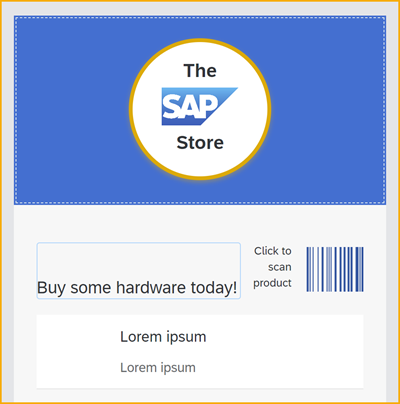 The
SAP
Store
Click to
scan
product
Buy some hardware today!
Lorem ipsum
Lorem ipsum